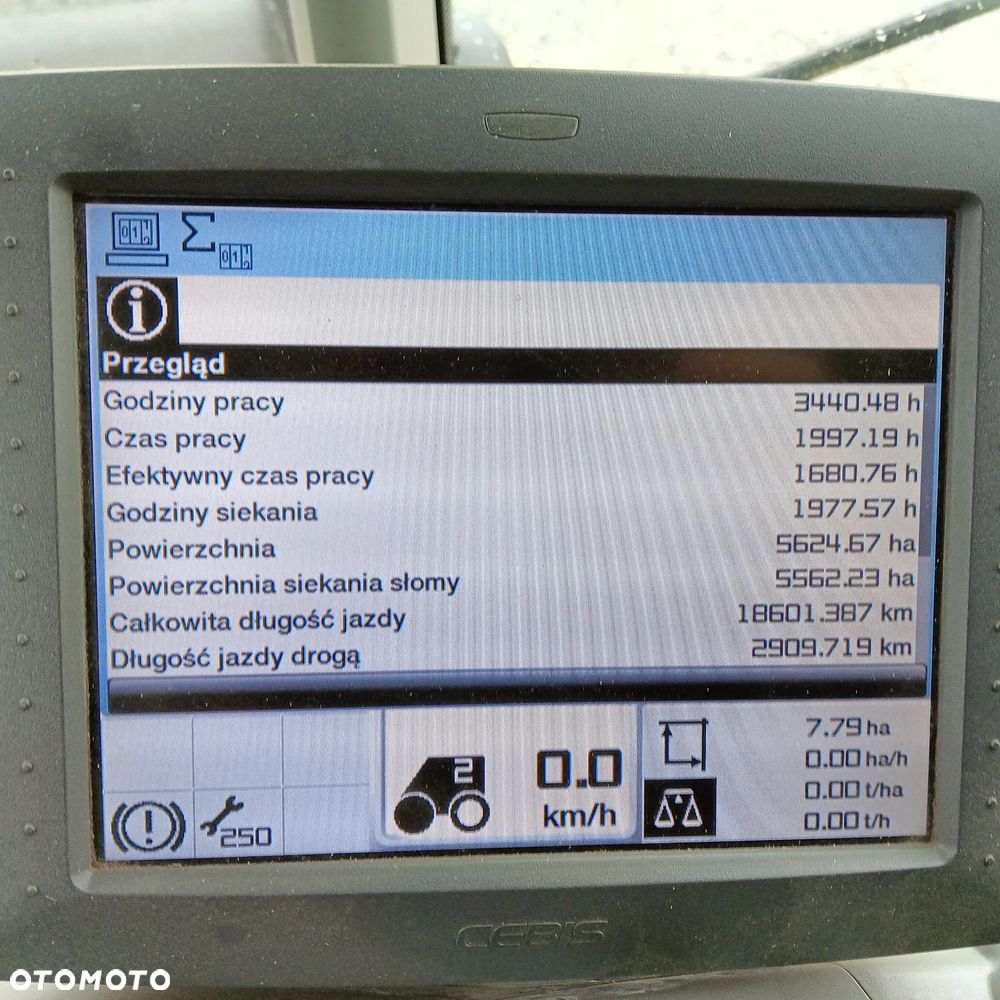 Przegląd
Godziny pracy 3440.48 h
Czas pracy 1997.19 h
Efektywny czas pracy 1680.76 h
Godziny siekania 1977.57 h
Powierzchnia 5624.67 ha
Powierzchnia siekania słomy 5562.23 ha
Całkowita długość jazdy 18601.387 km
Długość jazdy drogą 2909.719 km
7.79 ha
2 0.0 0.00 ha/h
0.00 t/ha
250 km/h 0.00 t/h
CEBIS
OTOMOTO